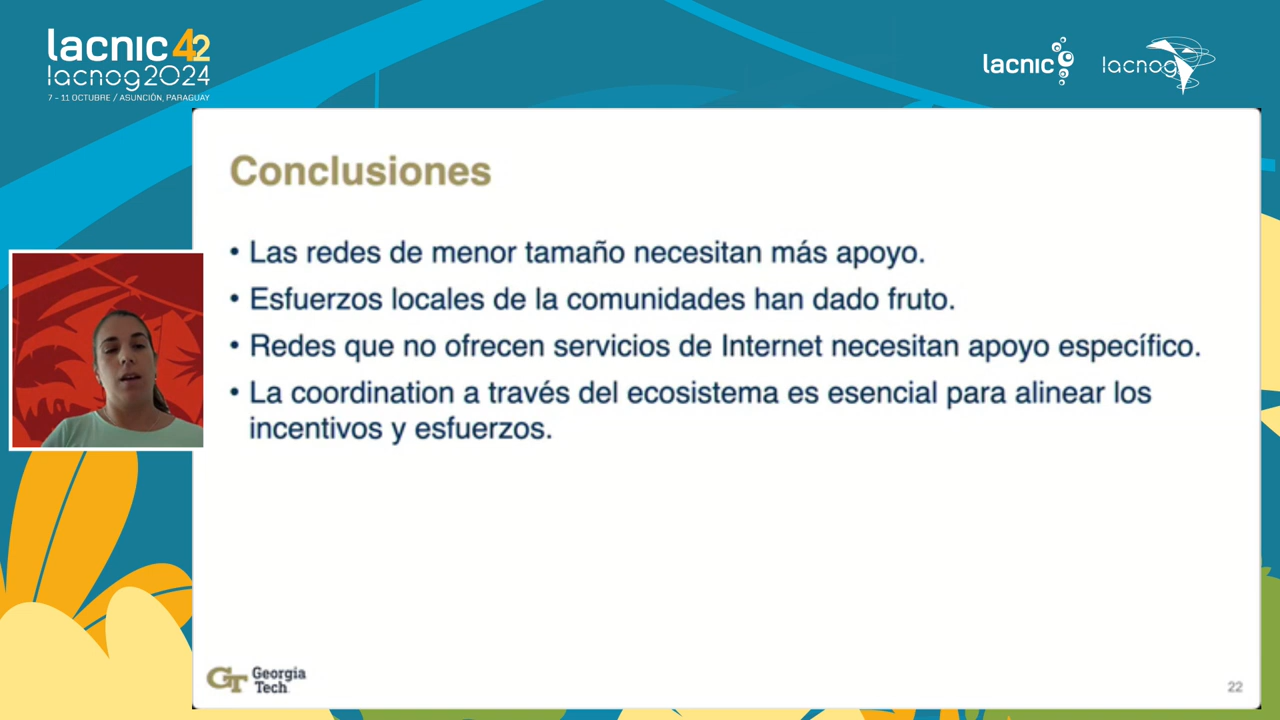 lacnic 42
lacnog2024
7 - 11 OCTUBRE / ASUNCIÓN, PARAGUAY
lacnic
lacnog
Conclusiones
• Las redes de menor tamaño necesitan más apoyo.
• Esfuerzos locales de la comunidades han dado fruto.
• Redes que no ofrecen servicios de Internet necesitan apoyo específico.
• La coordination a través del ecosistema es esencial para alinear los
incentivos y esfuerzos.
GT Georgia
Tech
22